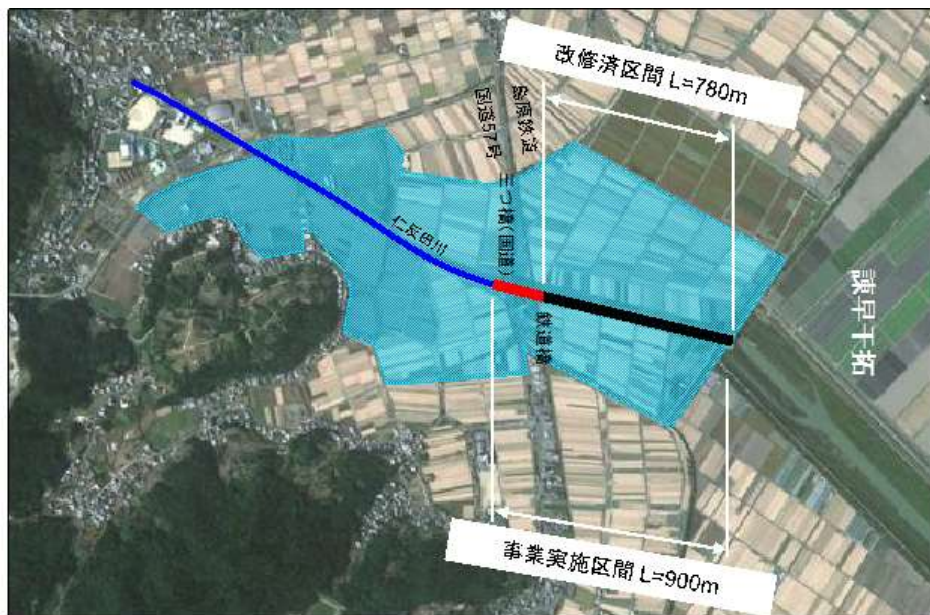 改修済区間 L=780m
島原鉄道
国道57号
三つ橋(国道)
仁反田川
鉄道橋
諫早干拓
事業実施区間 L=900m